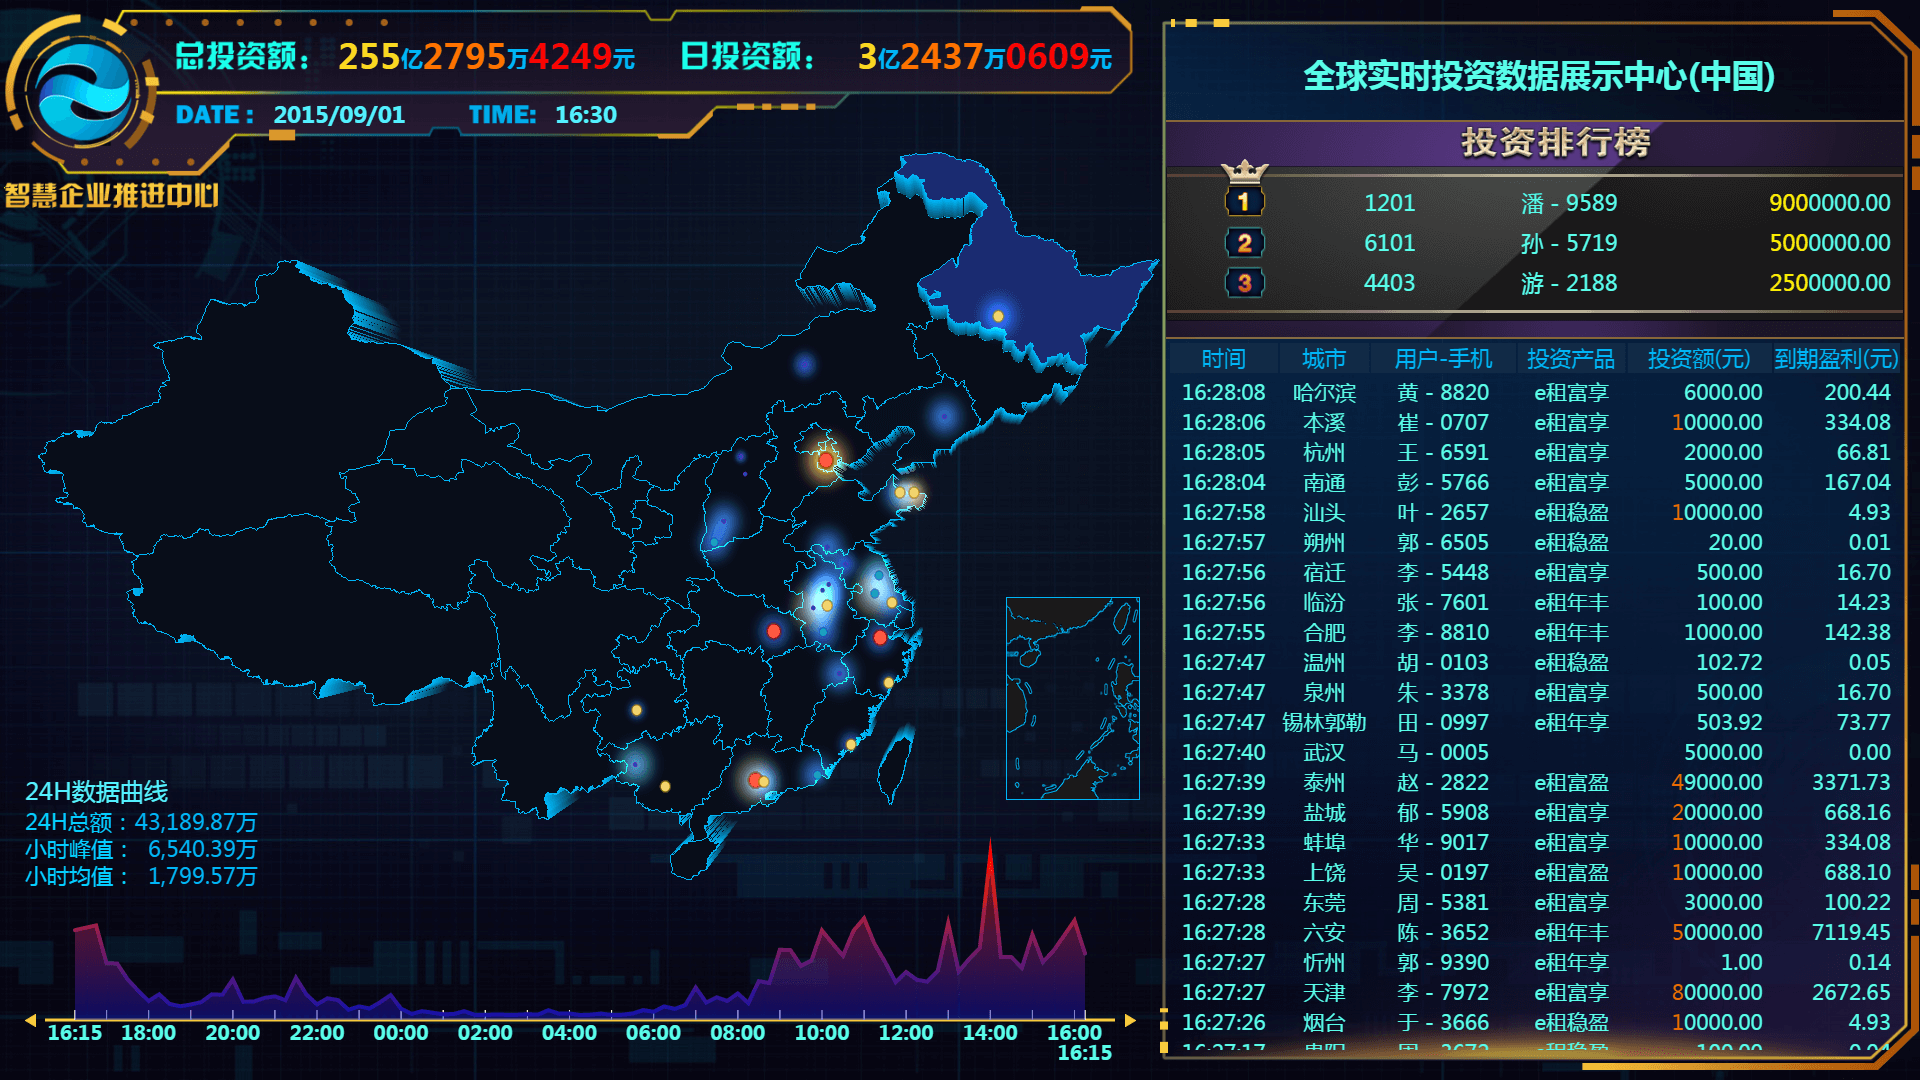 总投资额: 255亿2795万4249元 日投资额: 3亿2437万0609元
DATE: 2015/09/01 TIME: 16:30
智慧企业推进中心
全球实时投资数据展示中心(中国)
投资排行榜
1 1201 潘 - 9589 9000000.00
2 6101 孙 - 5719 5000000.00
3 4403 游 - 2188 2500000.00
时间 城市 用户-手机 投资产品 投资额(元) 到期盈利(元)
16:28:08 哈尔滨 黄 - 8820 e租富享 6000.00 200.44
16:28:06 本溪 崔 - 0707 e租富享 10000.00 334.08
16:28:05 杭州 王 - 6591 e租富享 2000.00 66.81
16:28:04 南通 彭 - 5766 e租富享 5000.00 167.04
16:27:58 汕头 叶 - 2657 e租稳盈 10000.00 4.93
16:27:57 朔州 郭 - 6505 e租稳盈 20.00 0.01
16:27:56 宿迁 李 - 5448 e租富享 500.00 16.70
16:27:56 临汾 张 - 7601 e租年丰 100.00 14.23
16:27:55 合肥 李 - 8810 e租年丰 1000.00 142.38
16:27:47 温州 胡 - 0103 e租稳盈 102.72 0.05
16:27:47 泉州 朱 - 3378 e租富享 500.00 16.70
16:27:47 锡林郭勒 田 - 0997 e租年享 503.92 73.77
16:27:40 武汉 马 - 0005 5000.00 0.00
16:27:39 泰州 赵 - 2822 e租富盈 49000.00 3371.73
16:27:39 盐城 郁 - 5908 e租富享 20000.00 668.16
16:27:33 蚌埠 华 - 9017 e租富享 10000.00 334.08
16:27:33 上饶 吴 - 0197 e租富盈 10000.00 688.10
16:27:28 东莞 周 - 5381 e租富享 3000.00 100.22
16:27:28 六安 陈 - 3652 e租年丰 50000.00 7119.45
16:27:27 忻州 郭 - 9390 e租年享 1.00 0.14
16:27:27 天津 李 - 7972 e租富享 80000.00 2672.65
16:27:26 烟台 于 - 3666 e租稳盈 10000.00 4.93
24H数据曲线
24H总额: 43,189.87万
小时峰值: 6,540.39万
小时均值: 1,799.57万
16:15 18:00 20:00 22:00 00:00 02:00 04:00 06:00 08:00 10:00 12:00 14:00 16:00
16:15